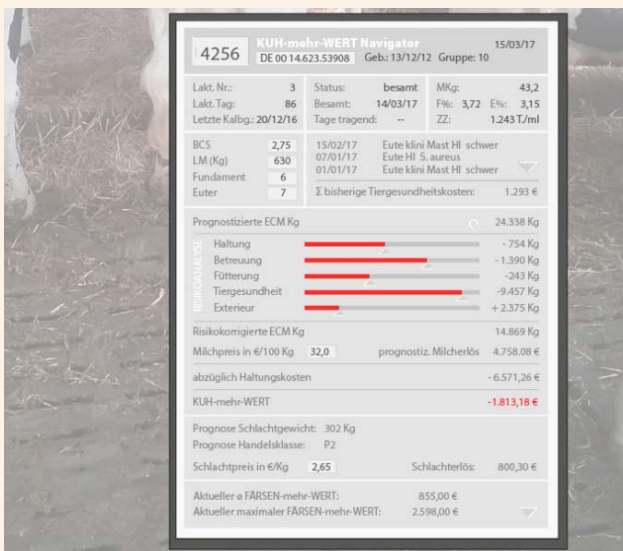 4256 KUH-mehr-WERT Navigator 15/03/17
DE 00 14.623.53908 Geb.: 13/12/12 Gruppe: 10
Lakt. Nr.: 3 Status: besamt MKg: 43,2
Lakt. Tag: 86 Besamt: 14/03/17 F%: 3,72 E%: 3,15
Letzte Kalbg.: 20/12/16 Tage tragend: -- ZZ: 1.243 T./ml
BCS 2,75 15/02/17 Eute klini Mast Hl schwer
LM (Kg) 630 07/01/17 Eute Hl S. aureus
Fundament 6 01/01/17 Eute klini Mast Hl schwer
Euter 7 Σ bisherige Tiergesundheitskosten: 1.293 €
Prognostizierte ECM Kg 24.338 Kg
RISIKOANALYSE
Haltung - 754 Kg
Betreuung - 1.390 Kg
Fütterung -243 Kg
Tiergesundheit -9.457 Kg
Exterieur + 2.375 Kg
Risikokorrigierte ECM Kg 14.869 Kg
Milchpreis in €/100 Kg 32,0 prognostiz. Milcherlös 4.758.08 €
abzüglich Haltungskosten - 6.571,26 €
KUH-mehr-WERT -1.813,18 €
Prognose Schlachtgewicht: 302 Kg
Prognose Handelsklasse: P2
Schlachtpreis in €/Kg 2,65 Schlachterlös: 800,30 €
Aktueller ø FÄRSEN-mehr-WERT: 855,00 €
Aktueller maximaler FÄRSEN-mehr-WERT: 2.598,00 €